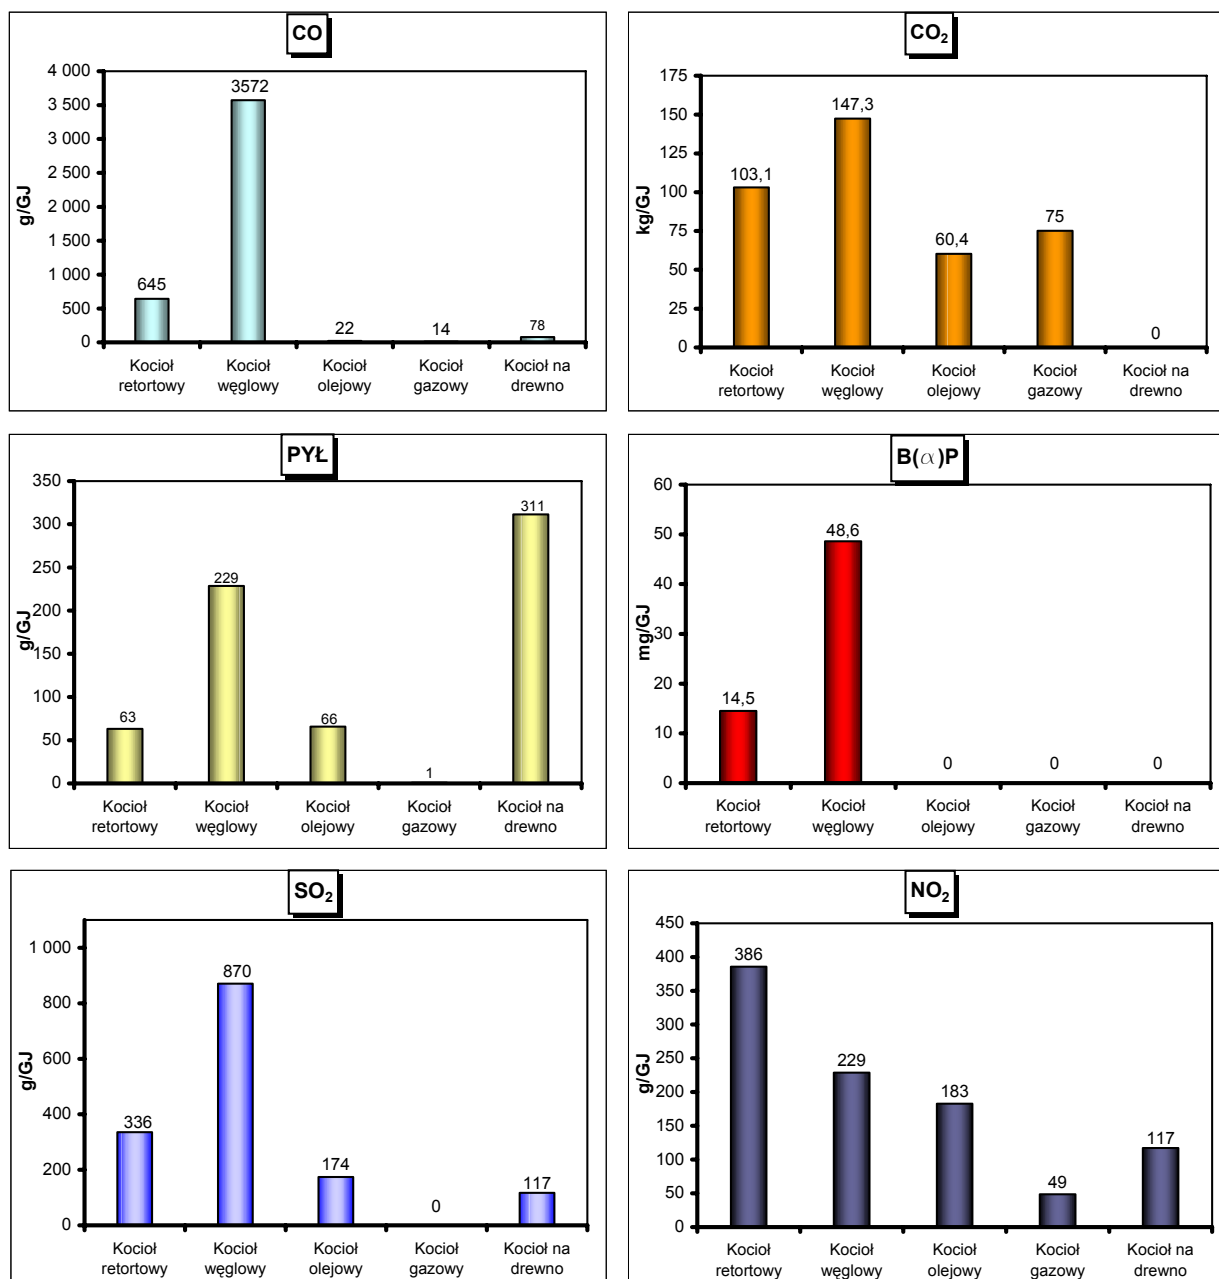 CO
g/GJ
4 000
3 500
3 000
2 500
2 000
1 500
1 000
500
0
645
3572
22
14
78
Kocioł retortowy
Kocioł węglowy
Kocioł olejowy
Kocioł gazowy
Kocioł na drewno
CO₂
kg/GJ
175
150
125
100
75
50
25
0
103,1
147,3
60,4
75
0
Kocioł retortowy
Kocioł węglowy
Kocioł olejowy
Kocioł gazowy
Kocioł na drewno
PYŁ
g/GJ
350
300
250
200
150
100
50
0
63
229
66
1
311
Kocioł retortowy
Kocioł węglowy
Kocioł olejowy
Kocioł gazowy
Kocioł na drewno
B(α)P
mg/GJ
60
50
40
30
20
10
0
14,5
48,6
0
0
0
Kocioł retortowy
Kocioł węglowy
Kocioł olejowy
Kocioł gazowy
Kocioł na drewno
SO₂
g/GJ
1 000
800
600
400
200
0
336
870
174
0
117
Kocioł retortowy
Kocioł węglowy
Kocioł olejowy
Kocioł gazowy
Kocioł na drewno
NO₂
g/GJ
450
400
350
300
250
200
150
100
50
0
386
229
183
49
117
Kocioł retortowy
Kocioł węglowy
Kocioł olejowy
Kocioł gazowy
Kocioł na drewno